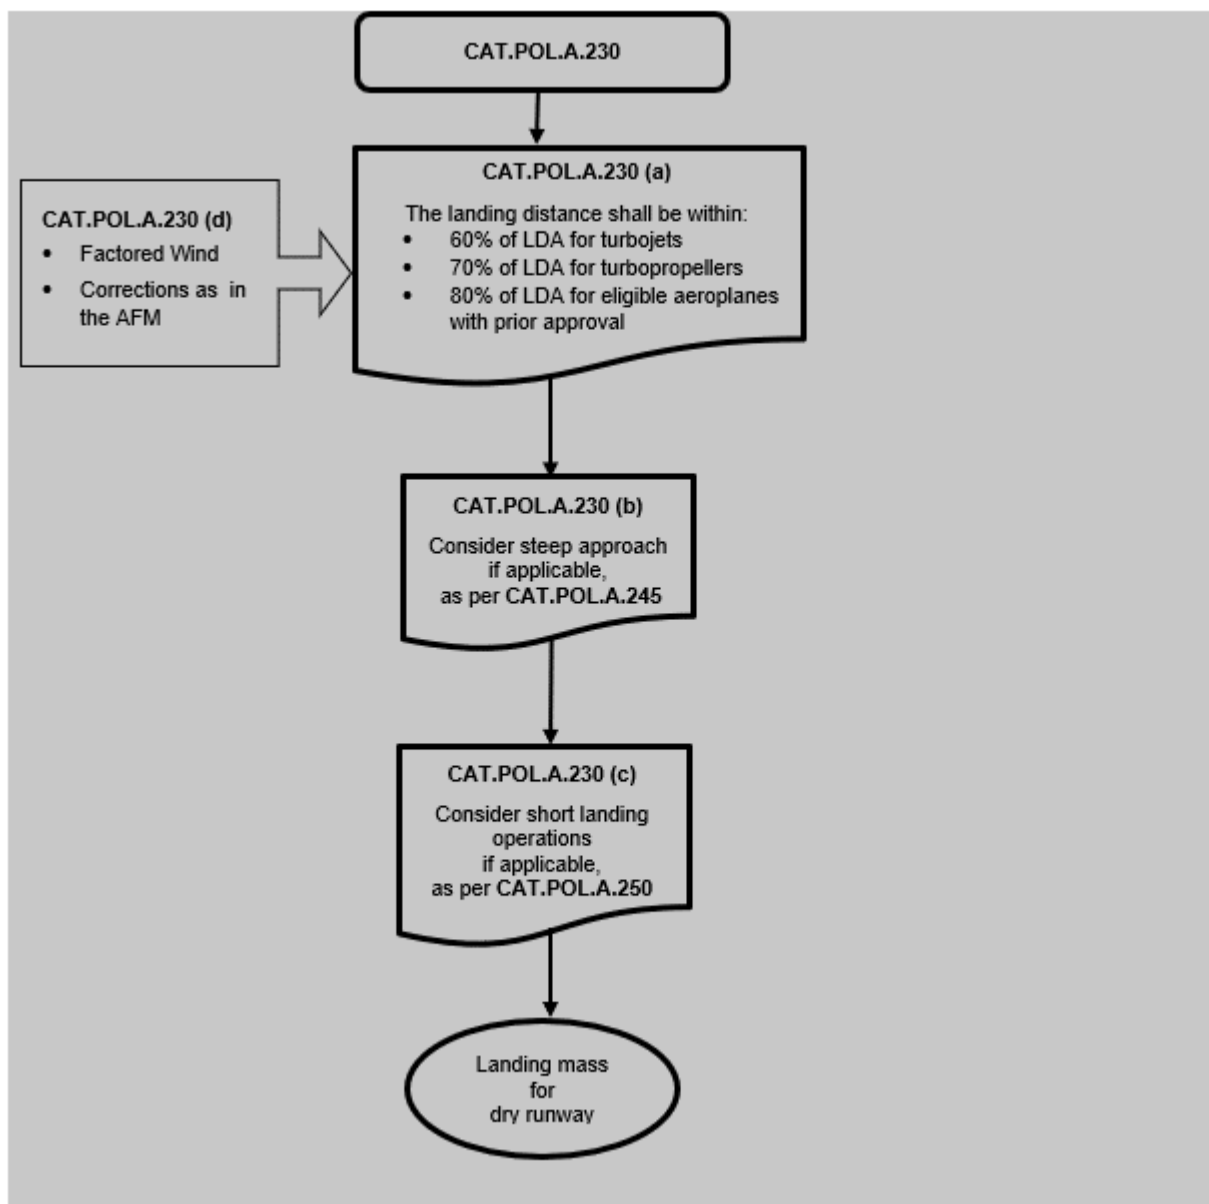 CAT.POL.A.230
CAT.POL.A.230 (a)
The landing distance shall be within:
• 60% of LDA for turbojets
• 70% of LDA for turbopropellers
• 80% of LDA for eligible aeroplanes
with prior approval
CAT.POL.A.230 (d)
• Factored Wind
• Corrections as in
the AFM
CAT.POL.A.230 (b)
Consider steep approach
if applicable,
as per CAT.POL.A.245
CAT.POL.A.230 (c)
Consider short landing
operations
if applicable,
as per CAT.POL.A.250
Landing mass
for
dry runway